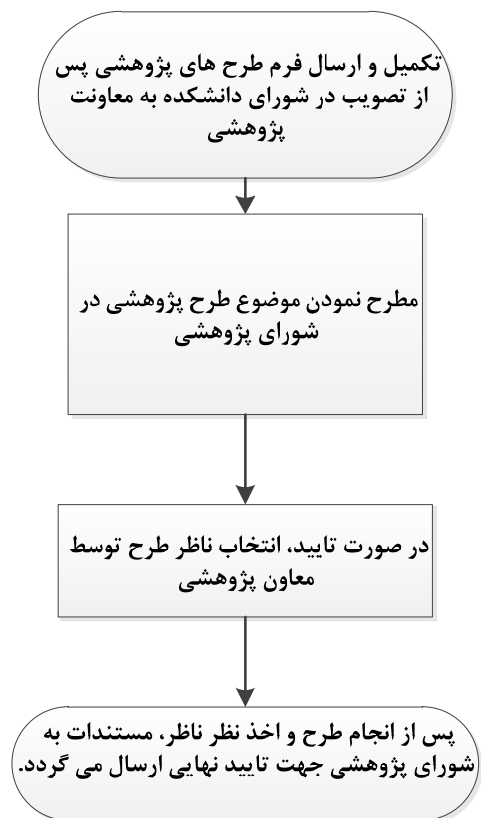 تکمیل و ارسال فرم طرح های پژوهشی پس
از تصویب در شورای دانشکده به معاونت
پژوهشی
مطرح نمودن موضوع طرح پژوهشی در
شورای پژوهشی
در صورت تایید، انتخاب ناظر طرح توسط
معاون پژوهشی
پس از انجام طرح و اخذ نظر ناظر، مستندات به
شورای پژوهشی جهت تایید نهایی ارسال می گردد.